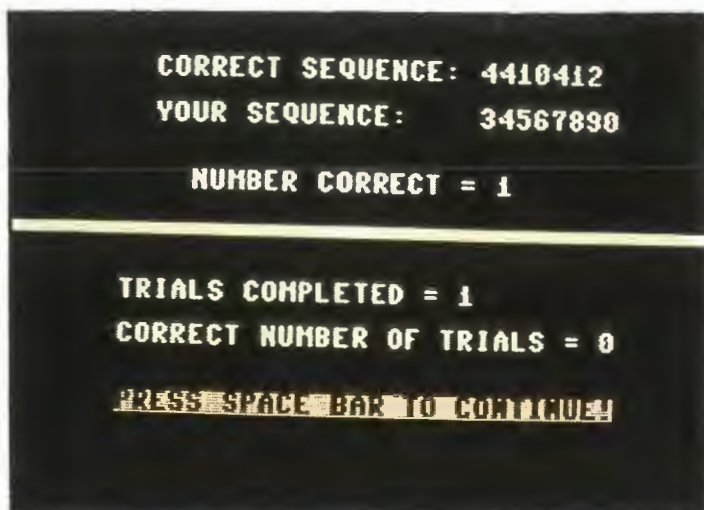 CORRECT SEQUENCE: 4410412
YOUR SEQUENCE: 34567890
NUMBER CORRECT = 1
TRIALS COMPLETED = 1
CORRECT NUMBER OF TRIALS = 0
PRESS SPACE BAR TO CONTINUE!